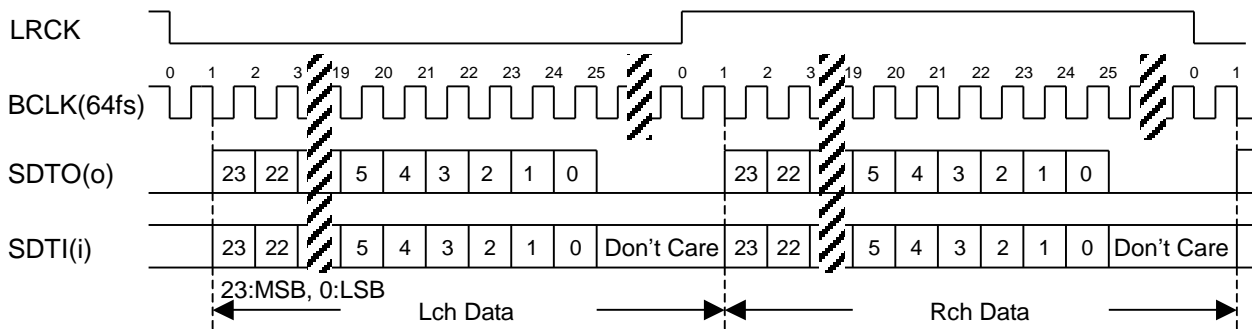 LRCK
0 1 2 3 19 20 21 22 23 24 25 0 1 2 3 19 20 21 22 23 24 25 0 1
BCLK(64fs)
SDTO(o) 23 22 5 4 3 2 1 0 23 22 5 4 3 2 1 0
SDTI(i) 23 22 5 4 3 2 1 0 Don't Care 23 22 5 4 3 2 1 0 Don't Care
23:MSB, 0:LSB
Lch Data Rch Data